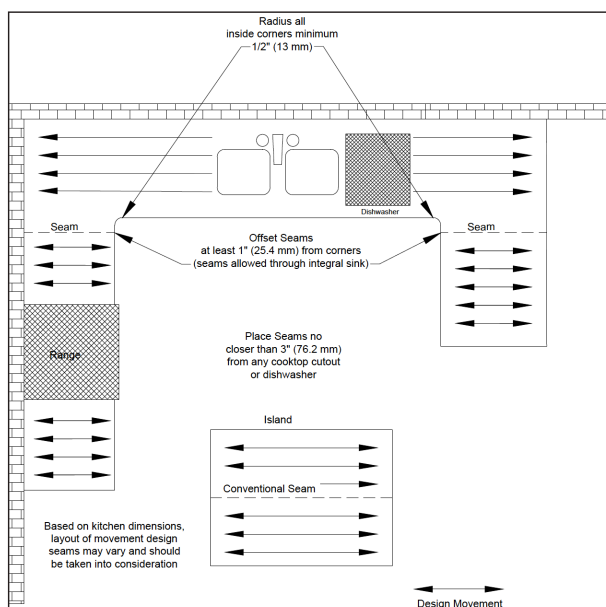 Radius all
inside corners minimum
1/2" (13 mm)
Dishwasher
Seam
Offset Seams
at least 1" (25.4 mm) from corners
(seams allowed through integral sink)
Seam
Place Seams no
closer than 3" (76.2 mm)
from any cooktop cutout
or dishwasher
Range
Island
Conventional Seam
Based on kitchen dimensions,
layout of movement design
seams may vary and should
be taken into consideration
Design Movement